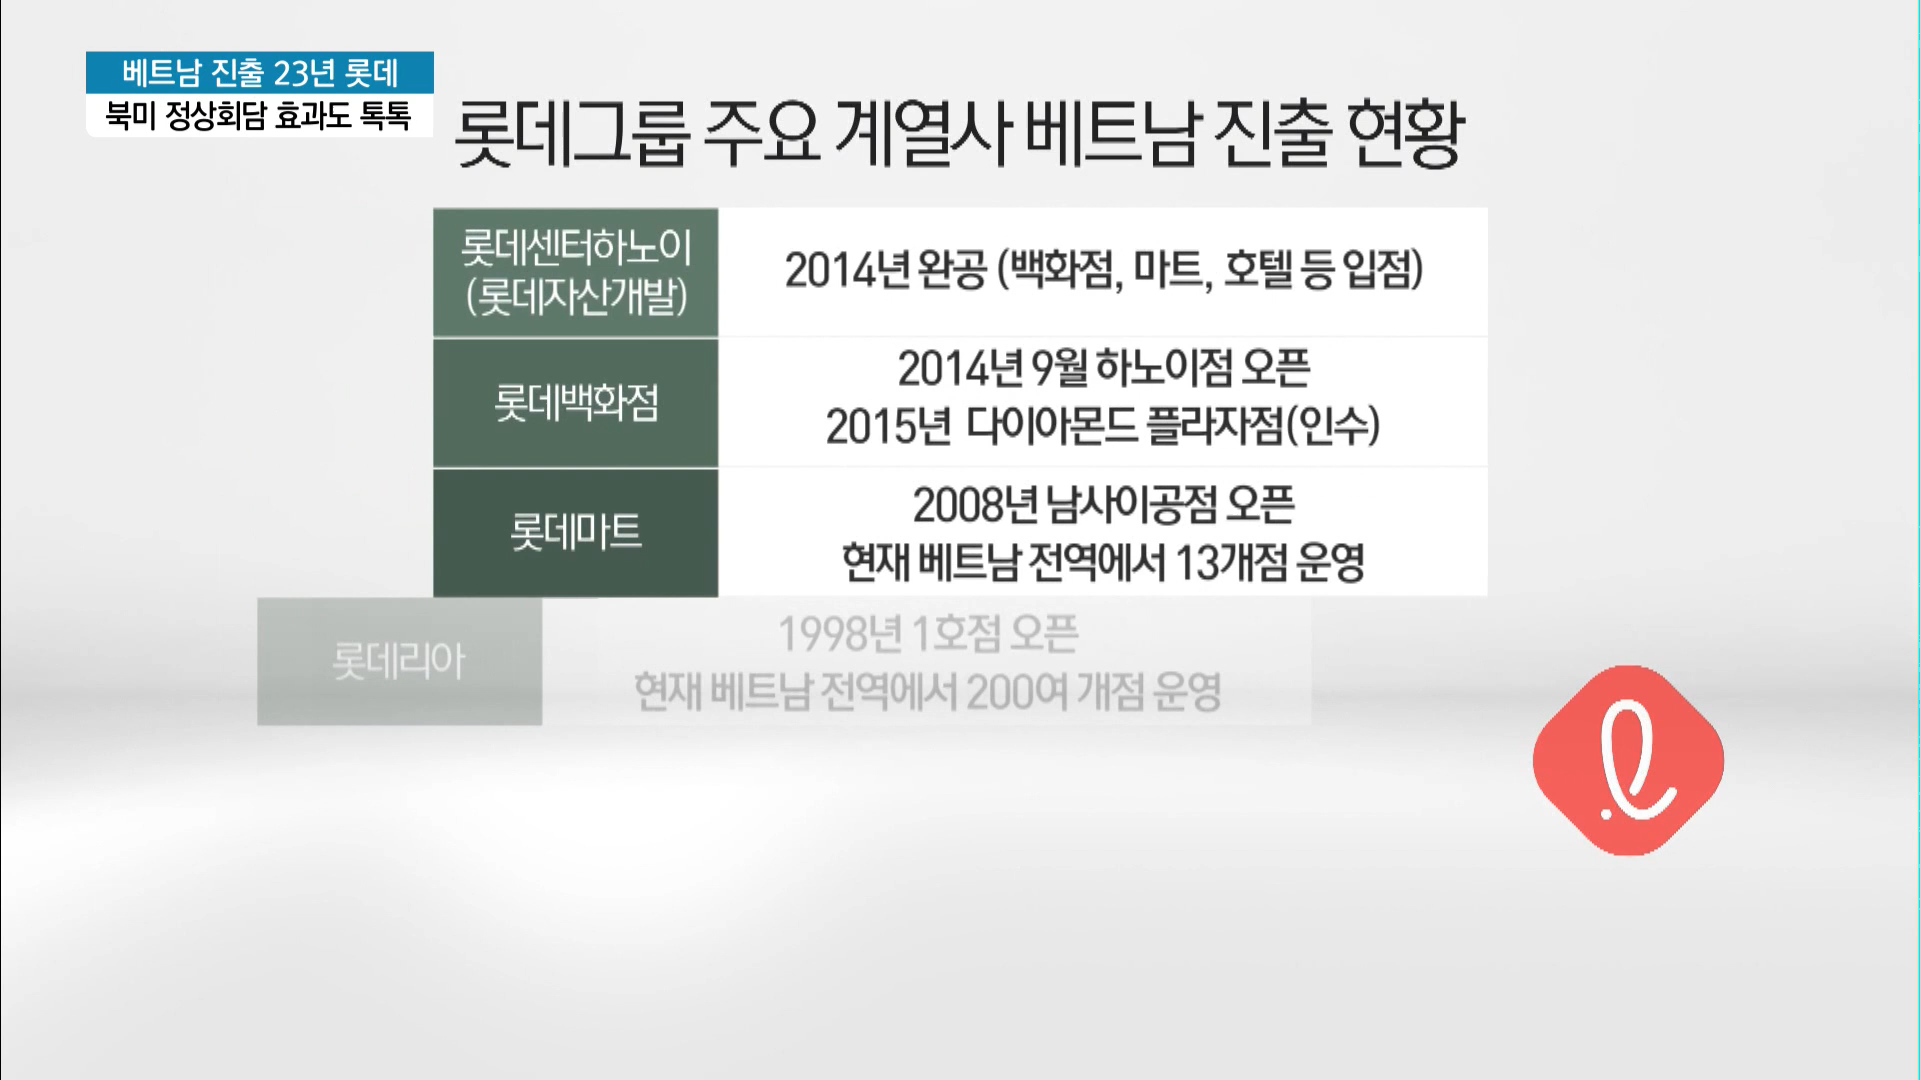 베트남 진출 23년 롯데
북미 정상회담 효과도 톡톡
롯데그룹 주요 계열사 베트남 진출 현황
롯데센터하노이
(롯데자산개발)
2014년 완공 (백화점, 마트, 호텔 등 입점)
롯데백화점
2014년 9월 하노이점 오픈
2015년 다이아몬드 플라자점(인수)
롯데마트
2008년 남사이공점 오픈
현재 베트남 전역에서 13개점 운영
롯데리아
1998년 1호점 오픈
현재 베트남 전역에서 200여 개점 운영